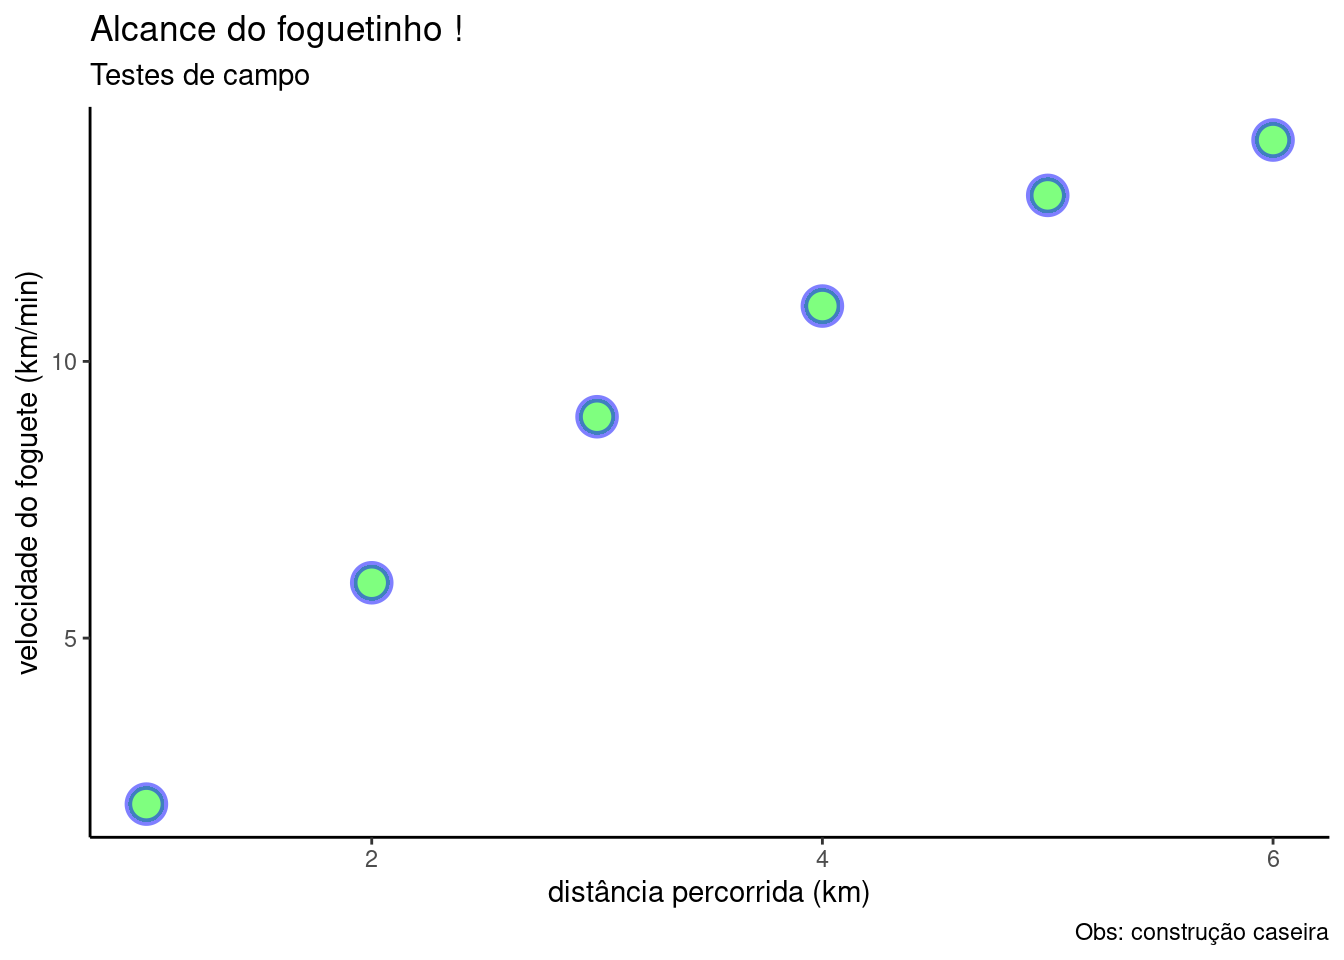 Alcance do foguetinho !
Testes de campo
velocidade do foguete (km/min)
10
5
2
4
6
distância percorrida (km)
Obs: construção caseira